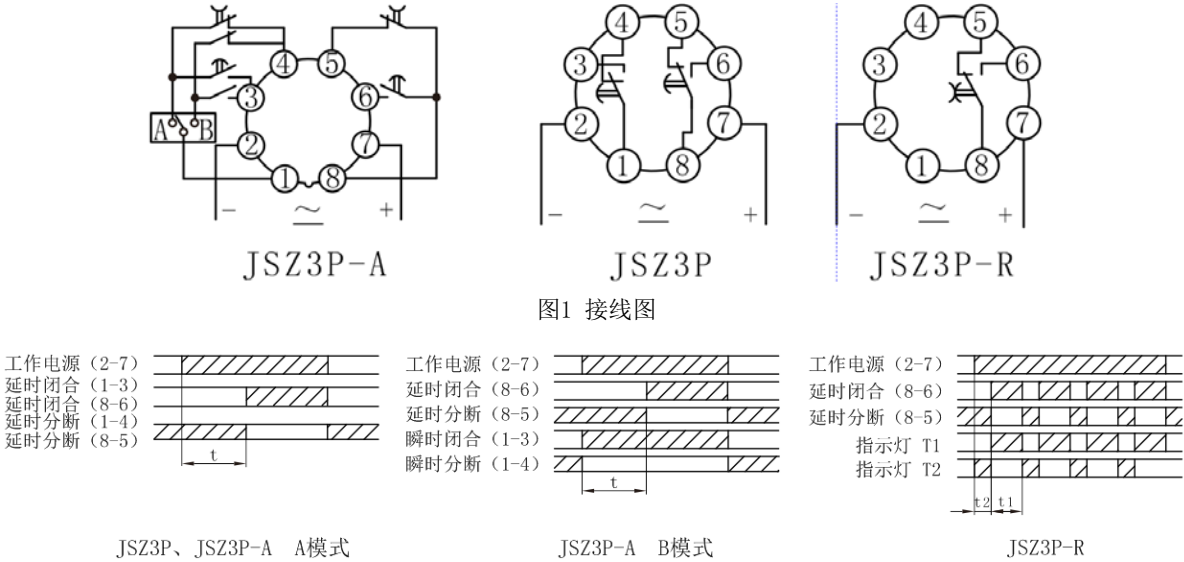 ④ ⑤
③ ⑥
A B
② ⑦
① ⑧
− ~ +
JSZ3P-A
④ ⑤
③ ⑥
② ⑦
① ⑧
− ~ +
JSZ3P
④ ⑤
③ ⑥
② ⑦
① ⑧
− ~ +
JSZ3P-R
图1 接线图
工作电源（2-7）
延时闭合（1-3）
延时闭合（8-6）
延时分断（1-4）
延时分断（8-5）
t
JSZ3P、JSZ3P-A A模式
工作电源（2-7）
延时闭合（8-6）
延时分断（8-5）
瞬时闭合（1-3）
瞬时分断（1-4）
t
JSZ3P-A B模式
工作电源（2-7）
延时闭合（8-6）
延时分断（8-5）
指示灯 T1
指示灯 T2
t2 t1
JSZ3P-R